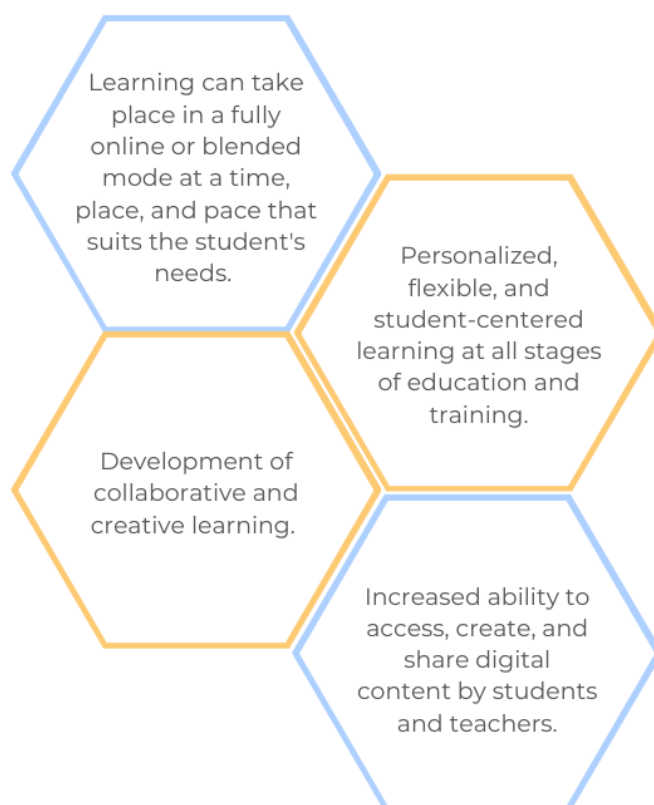 Learning can take
place in a fully
online or blended
mode at a time,
place, and pace that
suits the student's
needs.
Personalized,
flexible, and
student-centered
learning at all stages
of education and
training.
Development of
collaborative and
creative learning.
Increased ability to
access, create, and
share digital
content by students
and teachers.